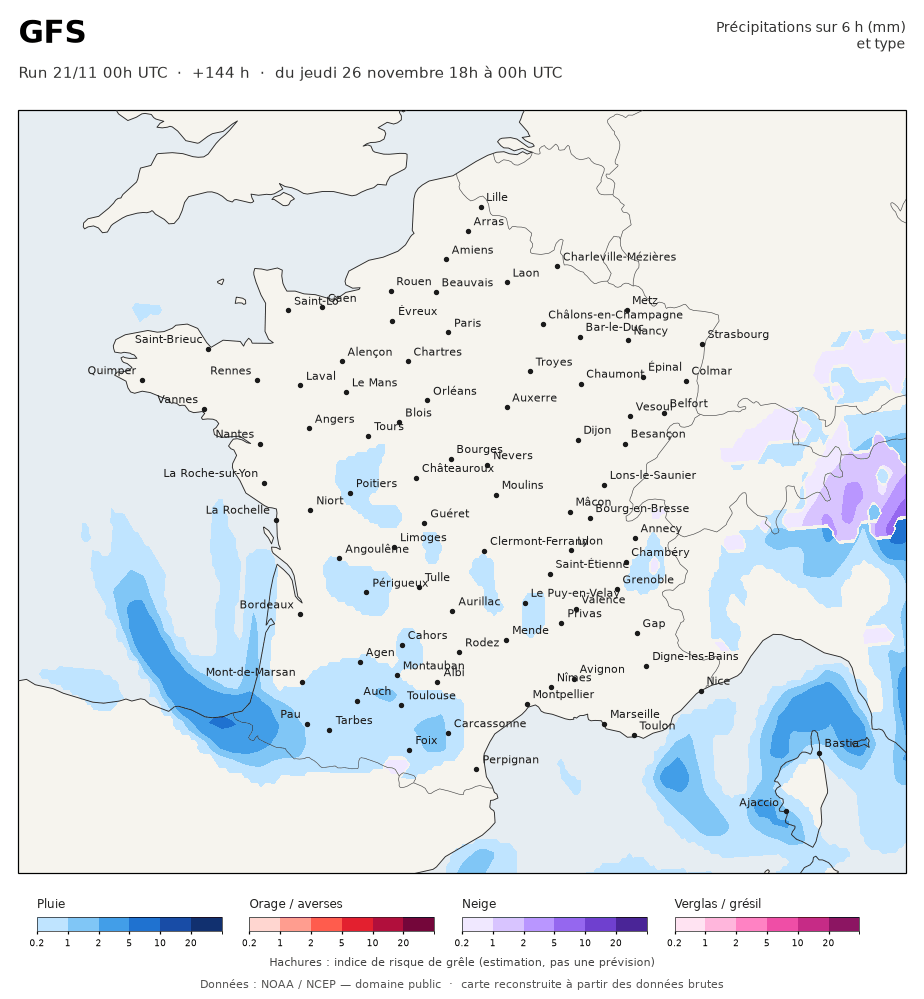 GFS
Précipitations sur 6 h (mm)
et type
Run 21/11 00h UTC · +144 h · du jeudi 26 novembre 18h à 00h UTC
Lille
Arras
Amiens
Charleville-Mézières
Laon
Rouen
Beauvais
Saint-Lô
Caen
Metz
Évreux
Châlons-en-Champagne
Paris
Bar-le-Duc
Nancy
Strasbourg
Saint-Brieuc
Alençon
Chartres
Troyes
Épinal
Quimper
Rennes
Laval
Le Mans
Chaumont
Colmar
Vannes
Orléans
Auxerre
Vesoul
Belfort
Blois
Angers
Tours
Nantes
Dijon
Besançon
Bourges
Nevers
Châteauroux
La Roche-sur-Yon
Poitiers
Moulins
Lons-le-Saunier
Niort
La Rochelle
Mâcon
Bourg-en-Bresse
Guéret
Annecy
Limoges
Clermont-Ferrand
Lyon
Angoulême
Chambéry
Saint-Étienne
Périgueux
Tulle
Grenoble
Le Puy-en-Velay
Valence
Bordeaux
Aurillac
Privas
Cahors
Rodez
Mende
Gap
Agen
Digne-les-Bains
Mont-de-Marsan
Montauban
Albi
Avignon
Nîmes
Nice
Auch
Toulouse
Montpellier
Pau
Tarbes
Carcassonne
Marseille
Toulon
Foix
Bastia
Perpignan
Ajaccio
Pluie
Orage / averses
Neige
Verglas / grésil
0.2 1 2 5 10 20
0.2 1 2 5 10 20
0.2 1 2 5 10 20
0.2 1 2 5 10 20
Hachures : indice de risque de grêle (estimation, pas une prévision)
Données : NOAA / NCEP — domaine public · carte reconstruite à partir des données brutes